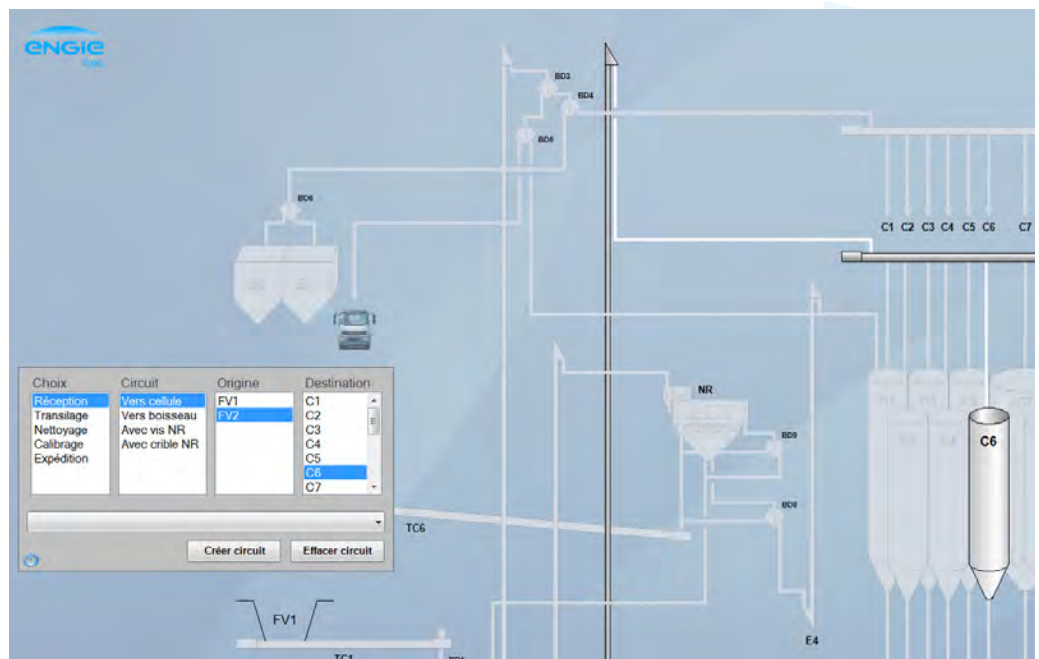 ENGIE
BD3
BD4
BD5
BD6
C1 C2 C3 C4 C5 C6 C7
NR
BD9
C6
BD8
Choix Circuit Origine Destination
Réception Vers cellule FV1 C1
Transilage Vers boisseau FV2 C2
Nettoyage Avec vis NR C3
Calibrage Avec crible NR C4
Expédition C5
C6
C7
TC6
Créer circuit Effacer circuit
FV1
E4
TC1